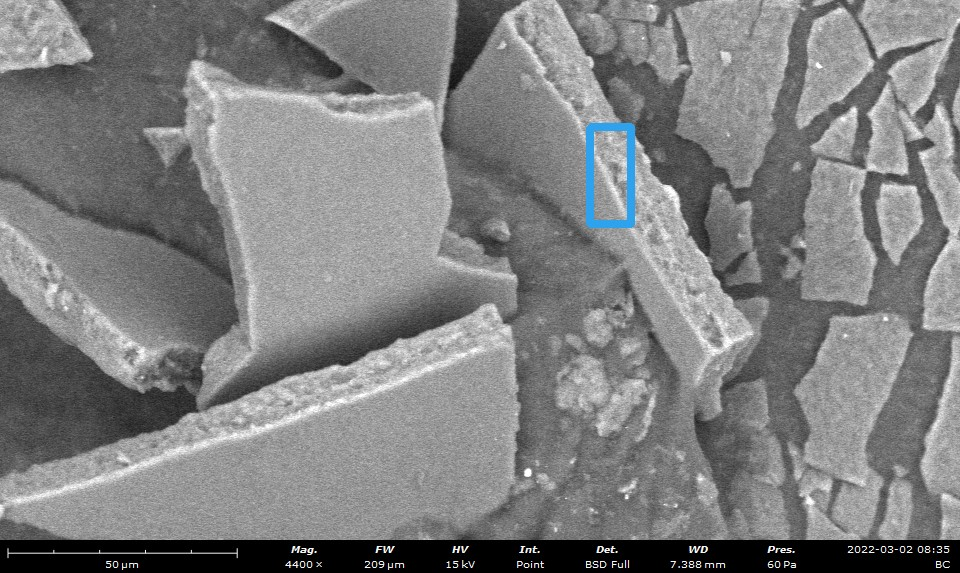 50 µm
Mag. FW HV Int. Det. WD Pres. 2022-03-02 08:35
4400 × 209 µm 15 kV Point BSD Full 7.388 mm 60 Pa BC